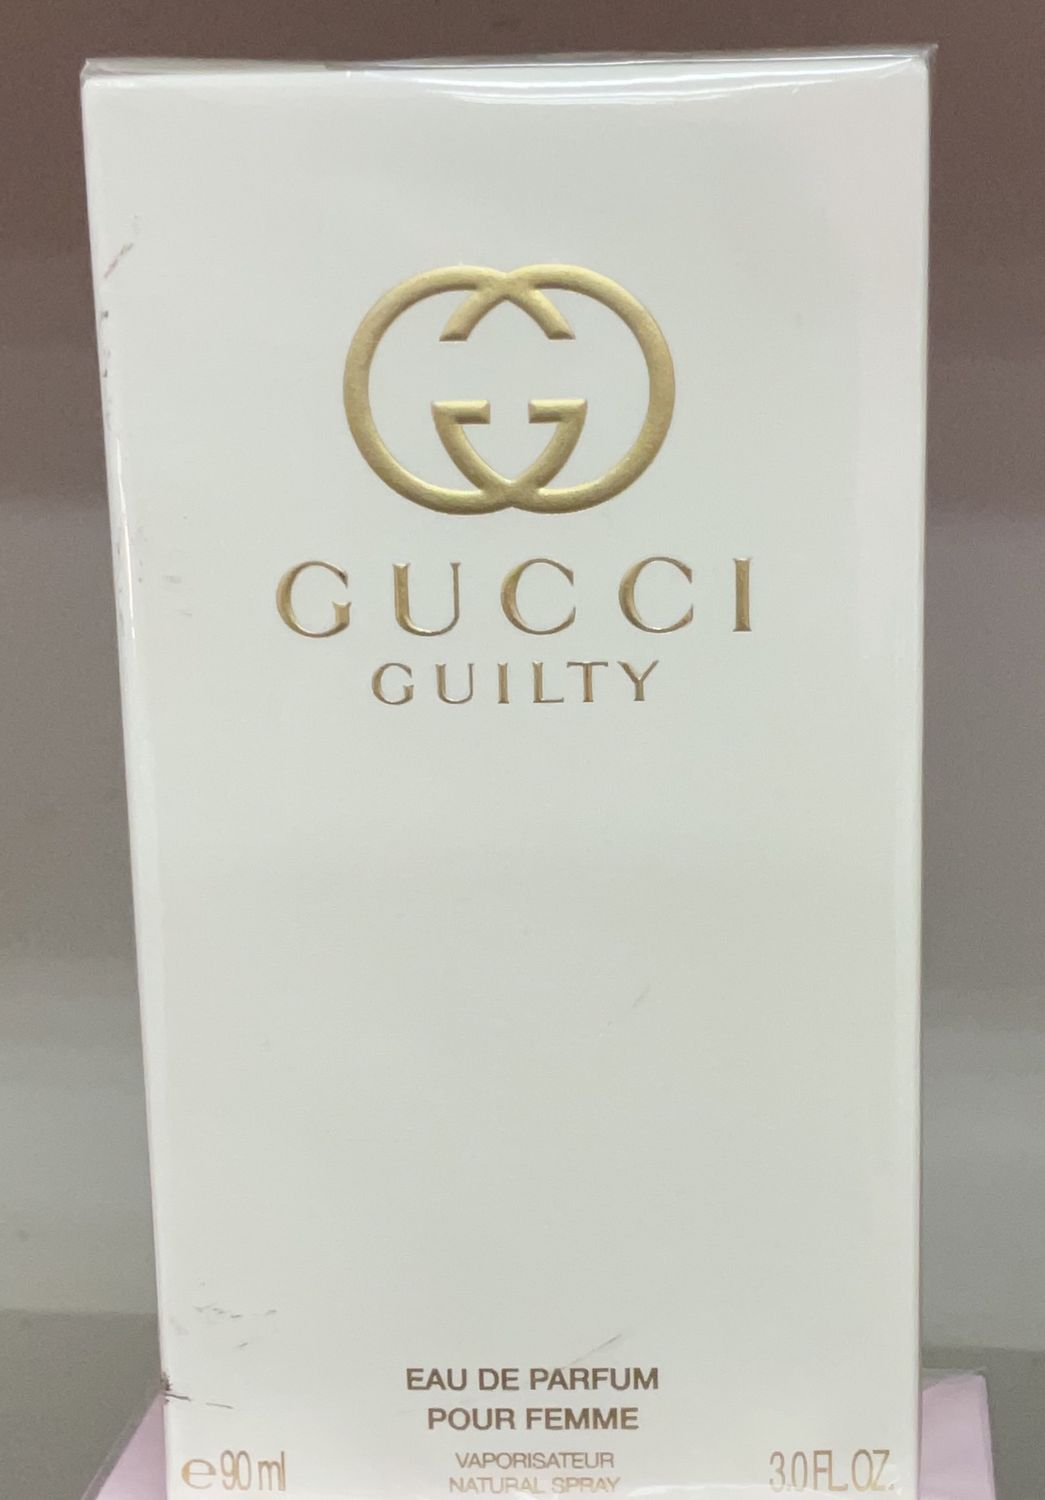 GUCCI
GUILTY
EAU DE PARFUM
POUR FEMME
℮90ml
VAPORISATEUR
NATURAL SPRAY
3.0 FL.OZ.